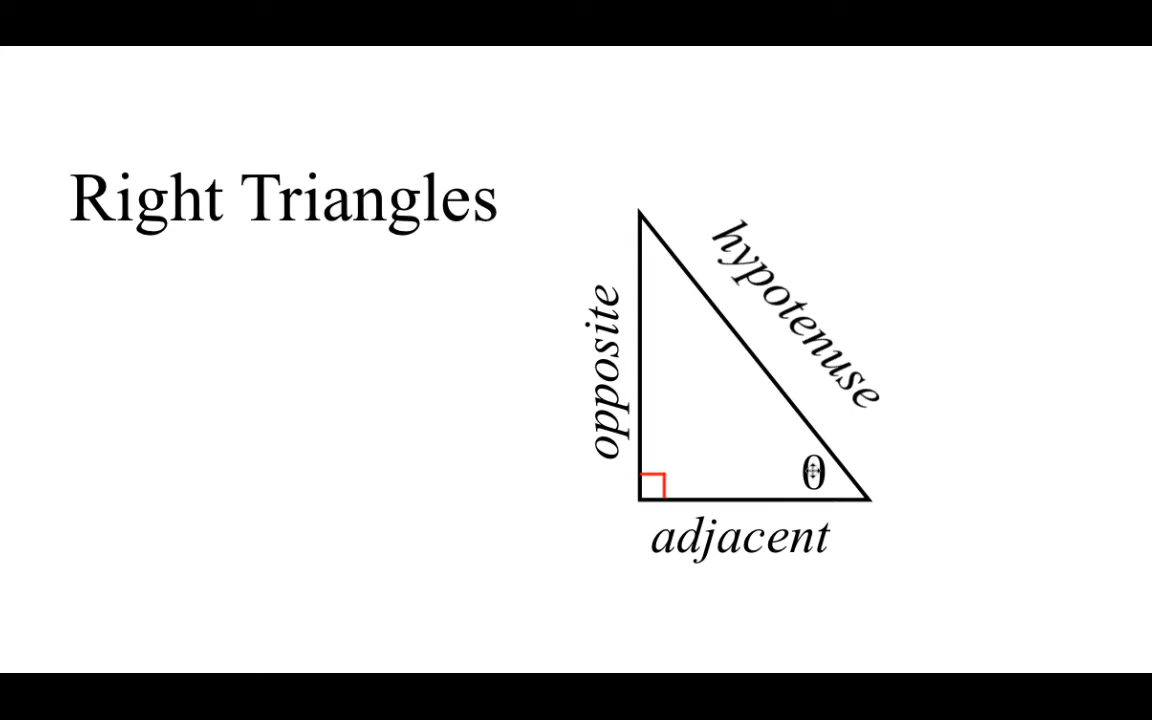 Right Triangles
hypotenuse
opposite
θ
adjacent